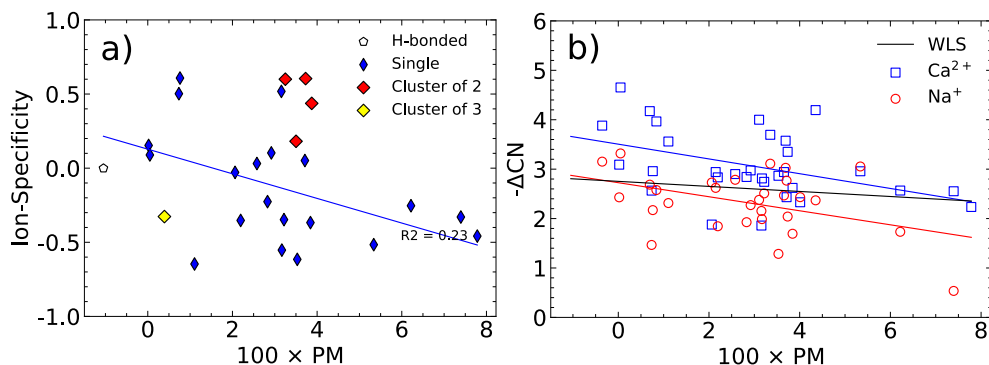 a)
H-bonded
Single
Cluster of 2
Cluster of 3
R2 = 0.23
Ion-Specificity
1.0
0.5
0.0
-0.5
-1.0
0 2 4 6 8
100 × PM
b)
WLS
Ca²⁺
Na⁺
-ΔCN
6
5
4
3
2
1
0
0 2 4 6 8
100 × PM